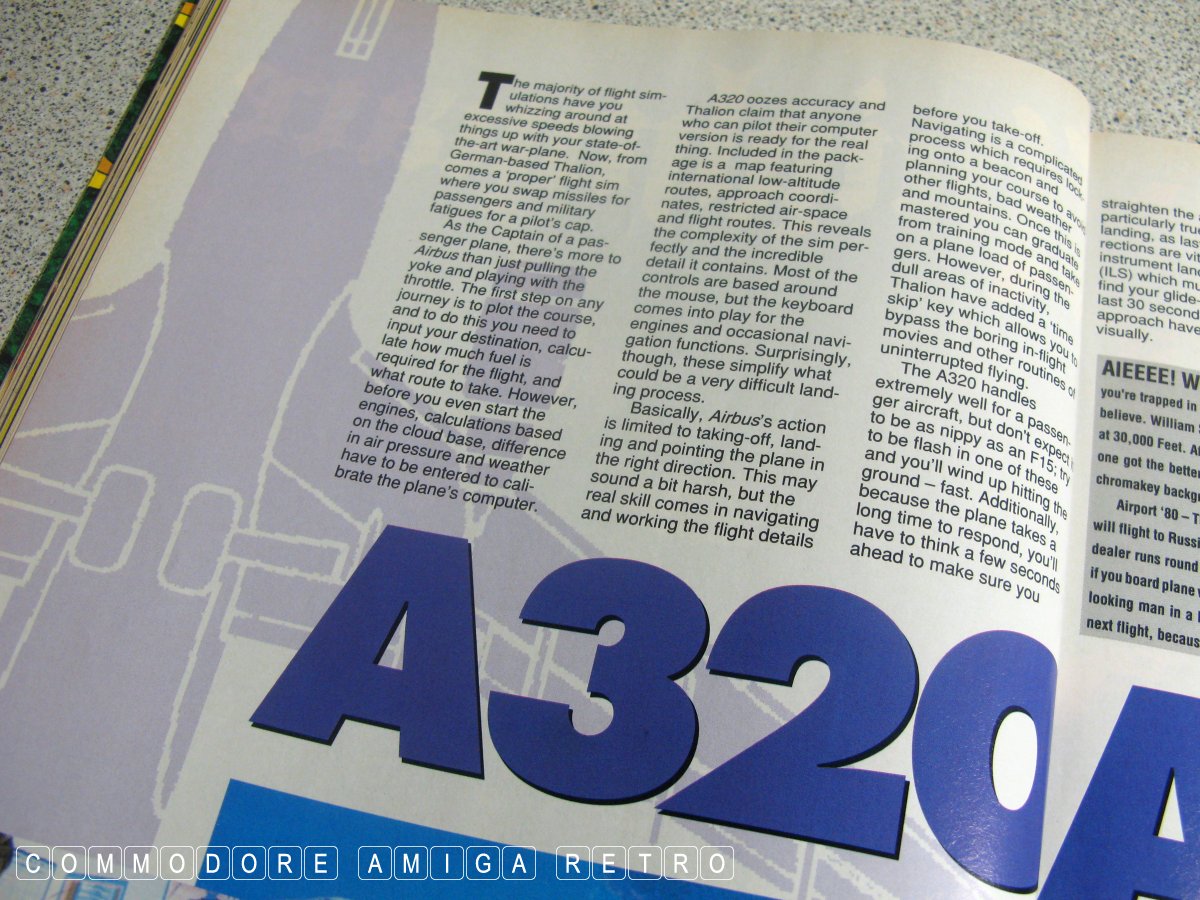 The majority of flight sim-
ulations have you
whizzing around at
excessive speeds blowing
things up with your state-of-
the-art war-plane. Now, from
German-based Thalion,
comes a 'proper' flight sim
where you swap missiles for
passengers and military
fatigues for a pilot's cap.
As the Captain of a pas-
senger plane, there's more to
Airbus than just pulling the
yoke and playing with the
throttle. The first step on any
journey is to plot the course,
and to do this you need to
input your destination, calcu-
late how much fuel is
required for the flight, and
what route to take. However,
before you even start the
engines, calculations based
on the cloud base, difference
in air pressure and weather
have to be entered to cali-
brate the plane's computer.
A320 oozes accuracy and
Thalion claim that anyone
who can pilot their computer
version is ready for the real
thing. Included in the pack-
age is a map featuring
international low-altitude
routes, approach coordi-
nates, restricted air-space
and flight routes. This reveals
the complexity of the sim per-
fectly and the incredible
detail it contains. Most of the
controls are based around
the mouse, but the keyboard
comes into play for the
engines and occasional navi-
gation functions. Surprisingly,
though, these simplify what
could be a very difficult land-
ing process.
Basically, Airbus's action
is limited to taking-off, land-
ing and pointing the plane in
the right direction. This may
sound a bit harsh, but the
real skill comes in navigating
and working the flight details
before you take-off.
Navigating is a complicated
process which requires lock-
ing onto a beacon and
planning your course to avoid
other flights, bad weather
and mountains. Once this is
mastered you can graduate
from training mode and take
on a plane load of passen-
gers. However, during the
dull areas of inactivity,
Thalion have added a 'time
skip' key which allows you to
bypass the boring in-flight
movies and other routines of
uninterrupted flying.
The A320 handles
extremely well for a passen-
ger aircraft, but don't expect it
to be as nippy as an F15; try
to be flash in one of these
and you'll wind up hitting the
ground – fast. Additionally,
because the plane takes a
long time to respond, you'll
have to think a few seconds
ahead to make sure you
straighten the
particularly true
landing, as las
rections are vit
instrument lan
(ILS) which mu
find your glide
last 30 second
approach have
visually.
AIEEEE! W
you're trapped in
believe. William S
at 30,000 Feet. A
one got the better
chromakey backg
Airport '80 – T
will flight to Russi
dealer runs round
if you board plane w
looking man in a
next flight, becaus
A320 A
COMMODORE AMIGA RETRO